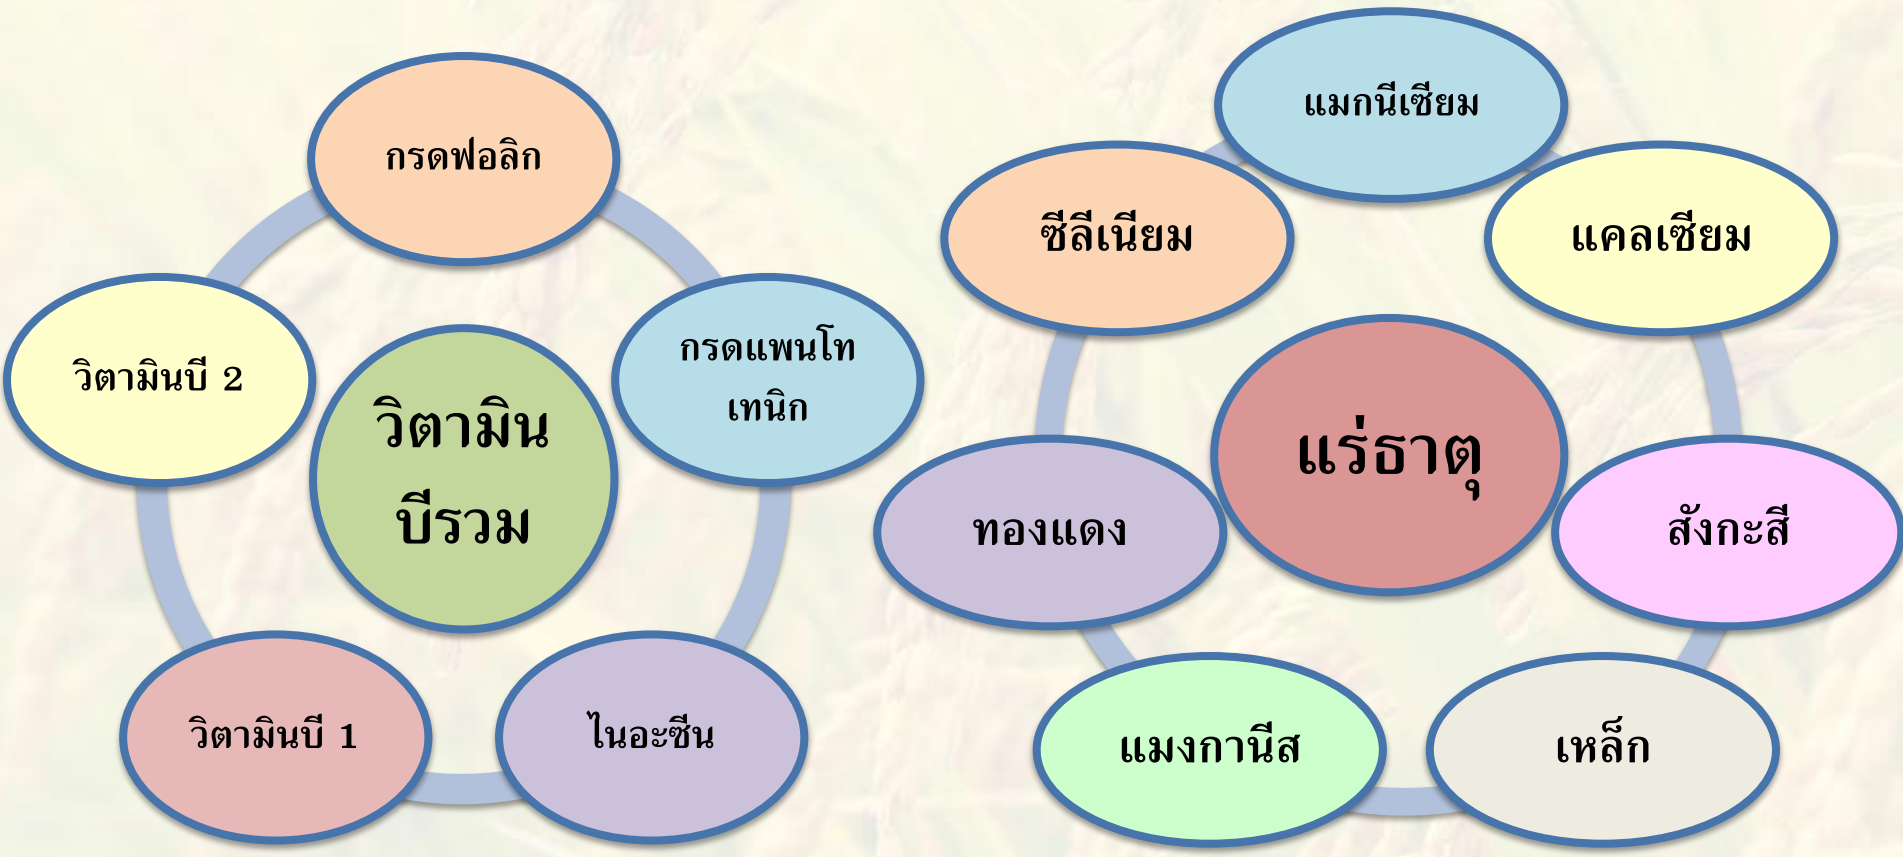 กรดฟอลิก
กรดแพนโท
เทนิก
ไนอะซีน
วิตามินบี 1
วิตามินบี 2
วิตามิน
บีรวม
แมกนีเซียม
แคลเซียม
สังกะสี
เหล็ก
แมงกานีส
ทองแดง
ซีลีเนียม
แร่ธาตุ